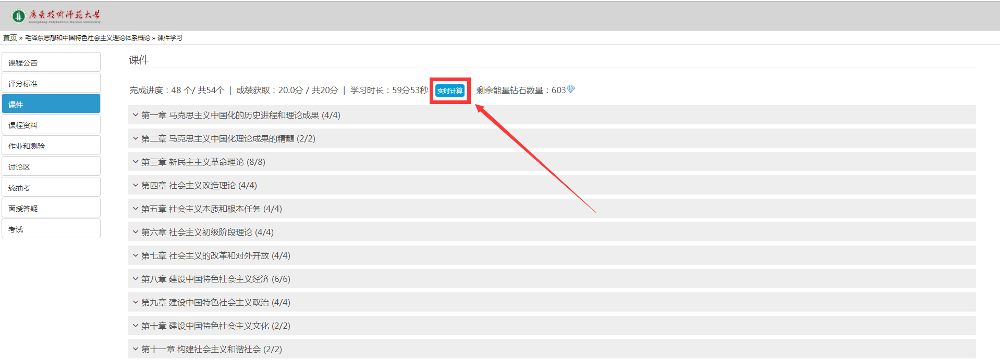 廣東技術師范大学
Guangdong Polytechnic Normal University
首页 » 毛泽东思想和中国特色社会主义理论体系概论 » 课件学习
课程公告
评分标准
课件
课程资料
作业和测验
讨论区
统抽考
面授答疑
考试
课件
完成进度：48 个/ 共54个 | 成绩获取：20.0分 / 共20分 | 学习时长：59分53秒 实时计算 剩余能量钻石数量：603
第一章 马克思主义中国化的历史进程和理论成果 (4/4)
第二章 马克思主义中国化理论成果的精髓 (2/2)
第三章 新民主主义革命理论 (8/8)
第四章 社会主义改造理论 (4/4)
第五章 社会主义本质和根本任务 (4/4)
第六章 社会主义初级阶段理论 (4/4)
第七章 社会主义的改革和对外开放 (4/4)
第八章 建设中国特色社会主义经济 (6/6)
第九章 建设中国特色社会主义政治 (4/4)
第十章 建设中国特色社会主义文化 (2/2)
第十一章 构建社会主义和谐社会 (2/2)